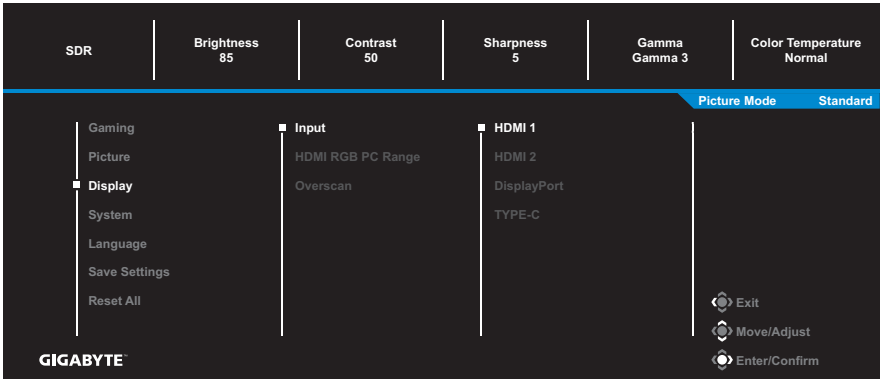 SDR
Brightness
85
Contrast
50
Sharpness
5
Gamma
Gamma 3
Color Temperature
Normal
Picture Mode Standard
Gaming
Picture
Display
System
Language
Save Settings
Reset All
Input
HDMI RGB PC Range
Overscan
HDMI 1
HDMI 2
DisplayPort
TYPE-C
Exit
Move/Adjust
Enter/Confirm
GIGABYTE™